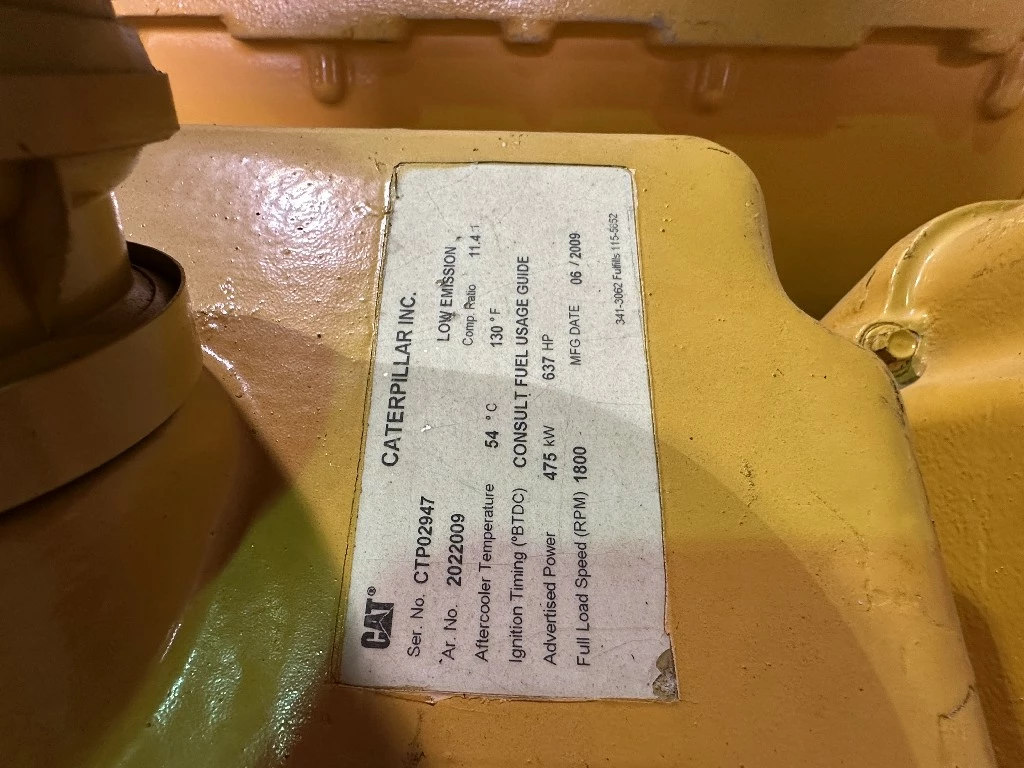 CAT® CATERPILLAR INC.
Ser. No. CTP02947
Ar. No. 2022009 LOW EMISSION
Comp. Ratio 11.4:1
Aftercooler Temperature 54 °C 130 °F
Ignition Timing (°BTDC) CONSULT FUEL USAGE GUIDE
Advertised Power 475 kW 637 HP
Full Load Speed (RPM) 1800 MFG DATE 06 / 2009
341-3062 Fulfills 115-5652